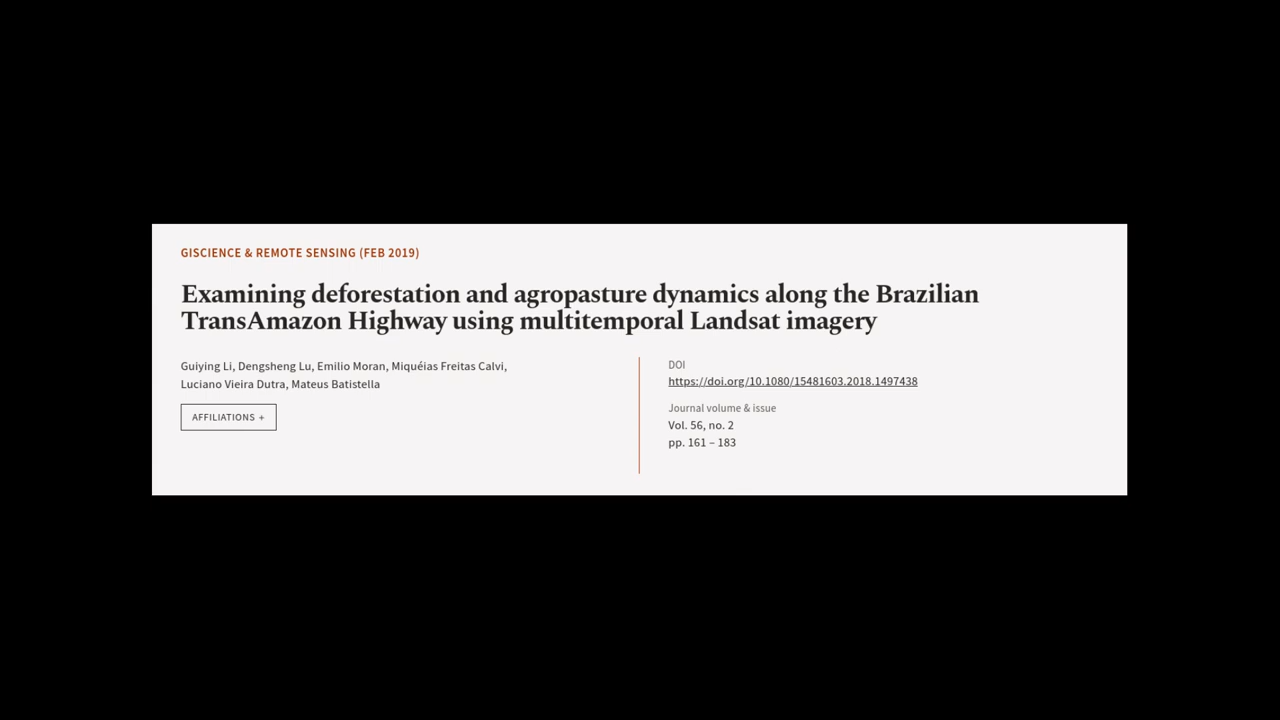 GISCIENCE & REMOTE SENSING (FEB 2019)
Examining deforestation and agropasture dynamics along the Brazilian
TransAmazon Highway using multitemporal Landsat imagery
Guiying Li, Dengsheng Lu, Emilio Moran, Miquéias Freitas Calvi,
Luciano Vieira Dutra, Mateus Batistella
AFFILIATIONS +
DOI
https://doi.org/10.1080/15481603.2018.1497438
Journal volume & issue
Vol. 56, no. 2
pp. 161 – 183